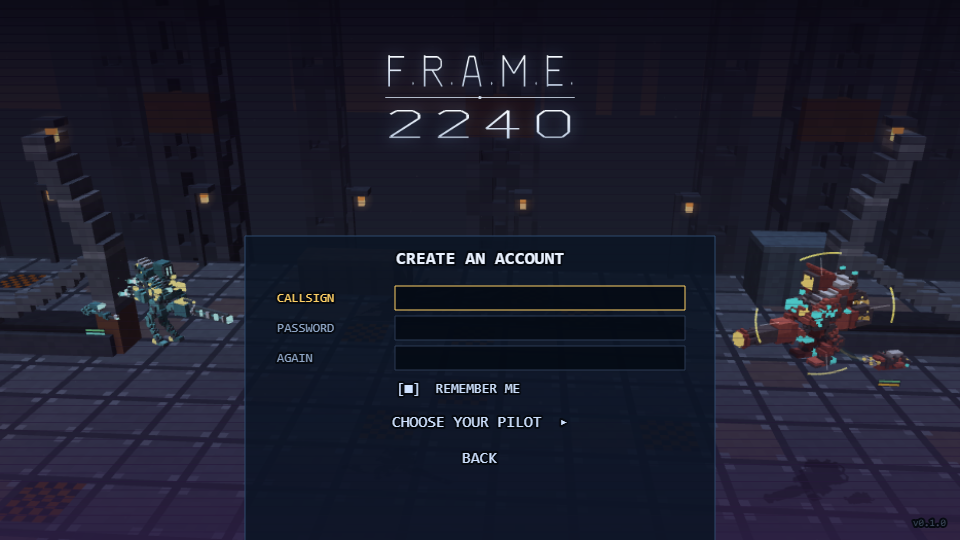 F.R.A.M.E.
2240
CREATE AN ACCOUNT
CALLSIGN
PASSWORD
AGAIN
[■] REMEMBER ME
CHOOSE YOUR PILOT ▸
BACK
v0.1.0